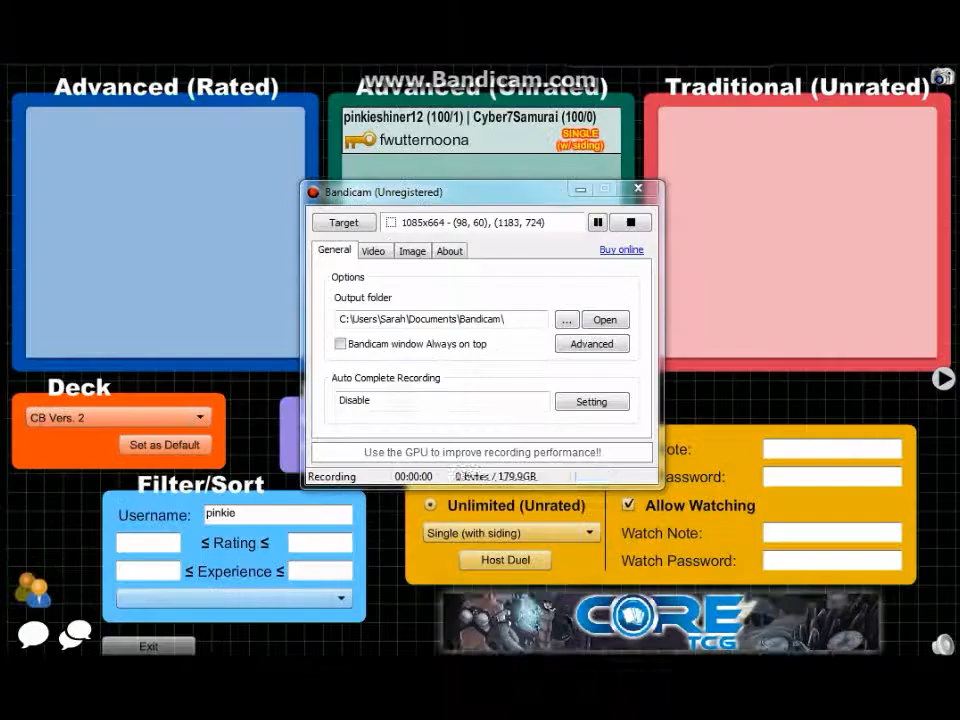 www.Bandicam.com
Advanced (Rated)
Advanced (Unrated)
Traditional (Unrated)
pinkieshiner12 (100/1) | Cyber7Samurai (100/0)
fwutternoona
SINGLE
(w/ siding)
Bandicam (Unregistered)
Target
1085x664 - (98, 60), (1183, 724)
General
Video
Image
About
Buy online
Options
Output folder
C:\Users\Sarah\Documents\Bandicam\
...
Open
Bandicam window Always on top
Advanced
Auto Complete Recording
Disable
Setting
Use the GPU to improve recording performance!!
Recording
00:00:00
0 bytes / 179.9GB
Deck
CB Vers. 2
Set as Default
Filter/Sort
Username:
pinkie
≤ Rating ≤
≤ Experience ≤
ote:
assword:
Unlimited (Unrated)
Allow Watching
Single (with siding)
Watch Note:
Host Duel
Watch Password:
CORE
TCG
Exit